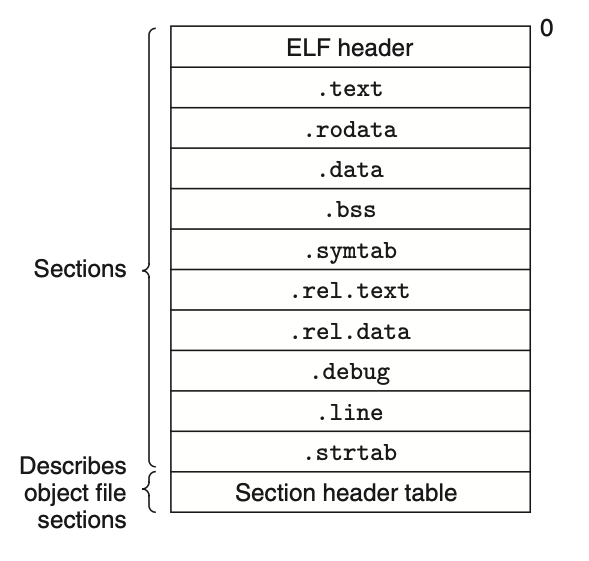 0
ELF header
.text
.rodata
.data
.bss
.symtab
.rel.text
.rel.data
.debug
.line
.strtab
Section header table
Sections
Describes
object file
sections